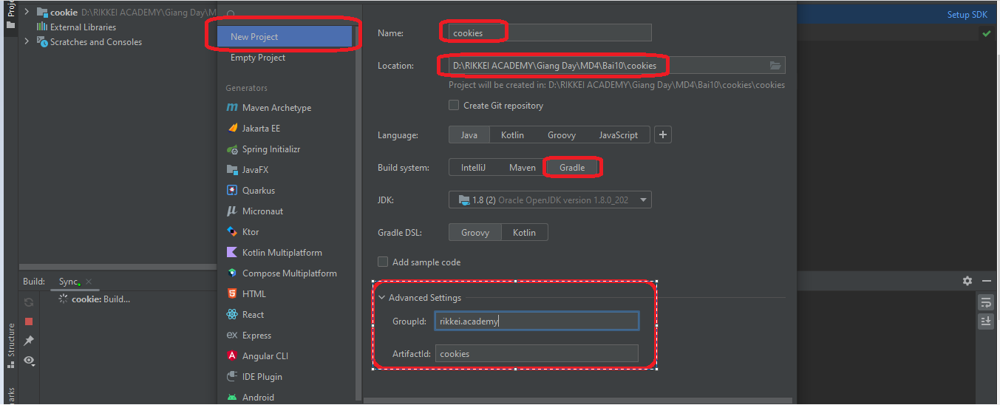 cookie D:\RIKKEI ACADEMY\Giang Day\M
External Libraries
Scratches and Consoles
New Project
Empty Project
Generators
Maven Archetype
Jakarta EE
Spring Initializr
JavaFX
Quarkus
Micronaut
Ktor
Kotlin Multiplatform
Compose Multiplatform
HTML
React
ex Express
Angular CLI
IDE Plugin
Android
Name: cookies
Location: D:\RIKKEI ACADEMY\Giang Day\MD4\Bai10\cookies
Project will be created in: D:\RIKKEI ACADEMY\Giang Day\MD4\Bai10\cookies\cookies
Create Git repository
Language: Java Kotlin Groovy JavaScript +
Build system: IntelliJ Maven Gradle
JDK: 1.8 (2) Oracle OpenJDK version 1.8.0_202
Gradle DSL: Groovy Kotlin
Add sample code
Advanced Settings
GroupId: rikkei.academy
ArtifactId: cookies
Setup SDK
Build: Sync
cookie: Build...
Structure